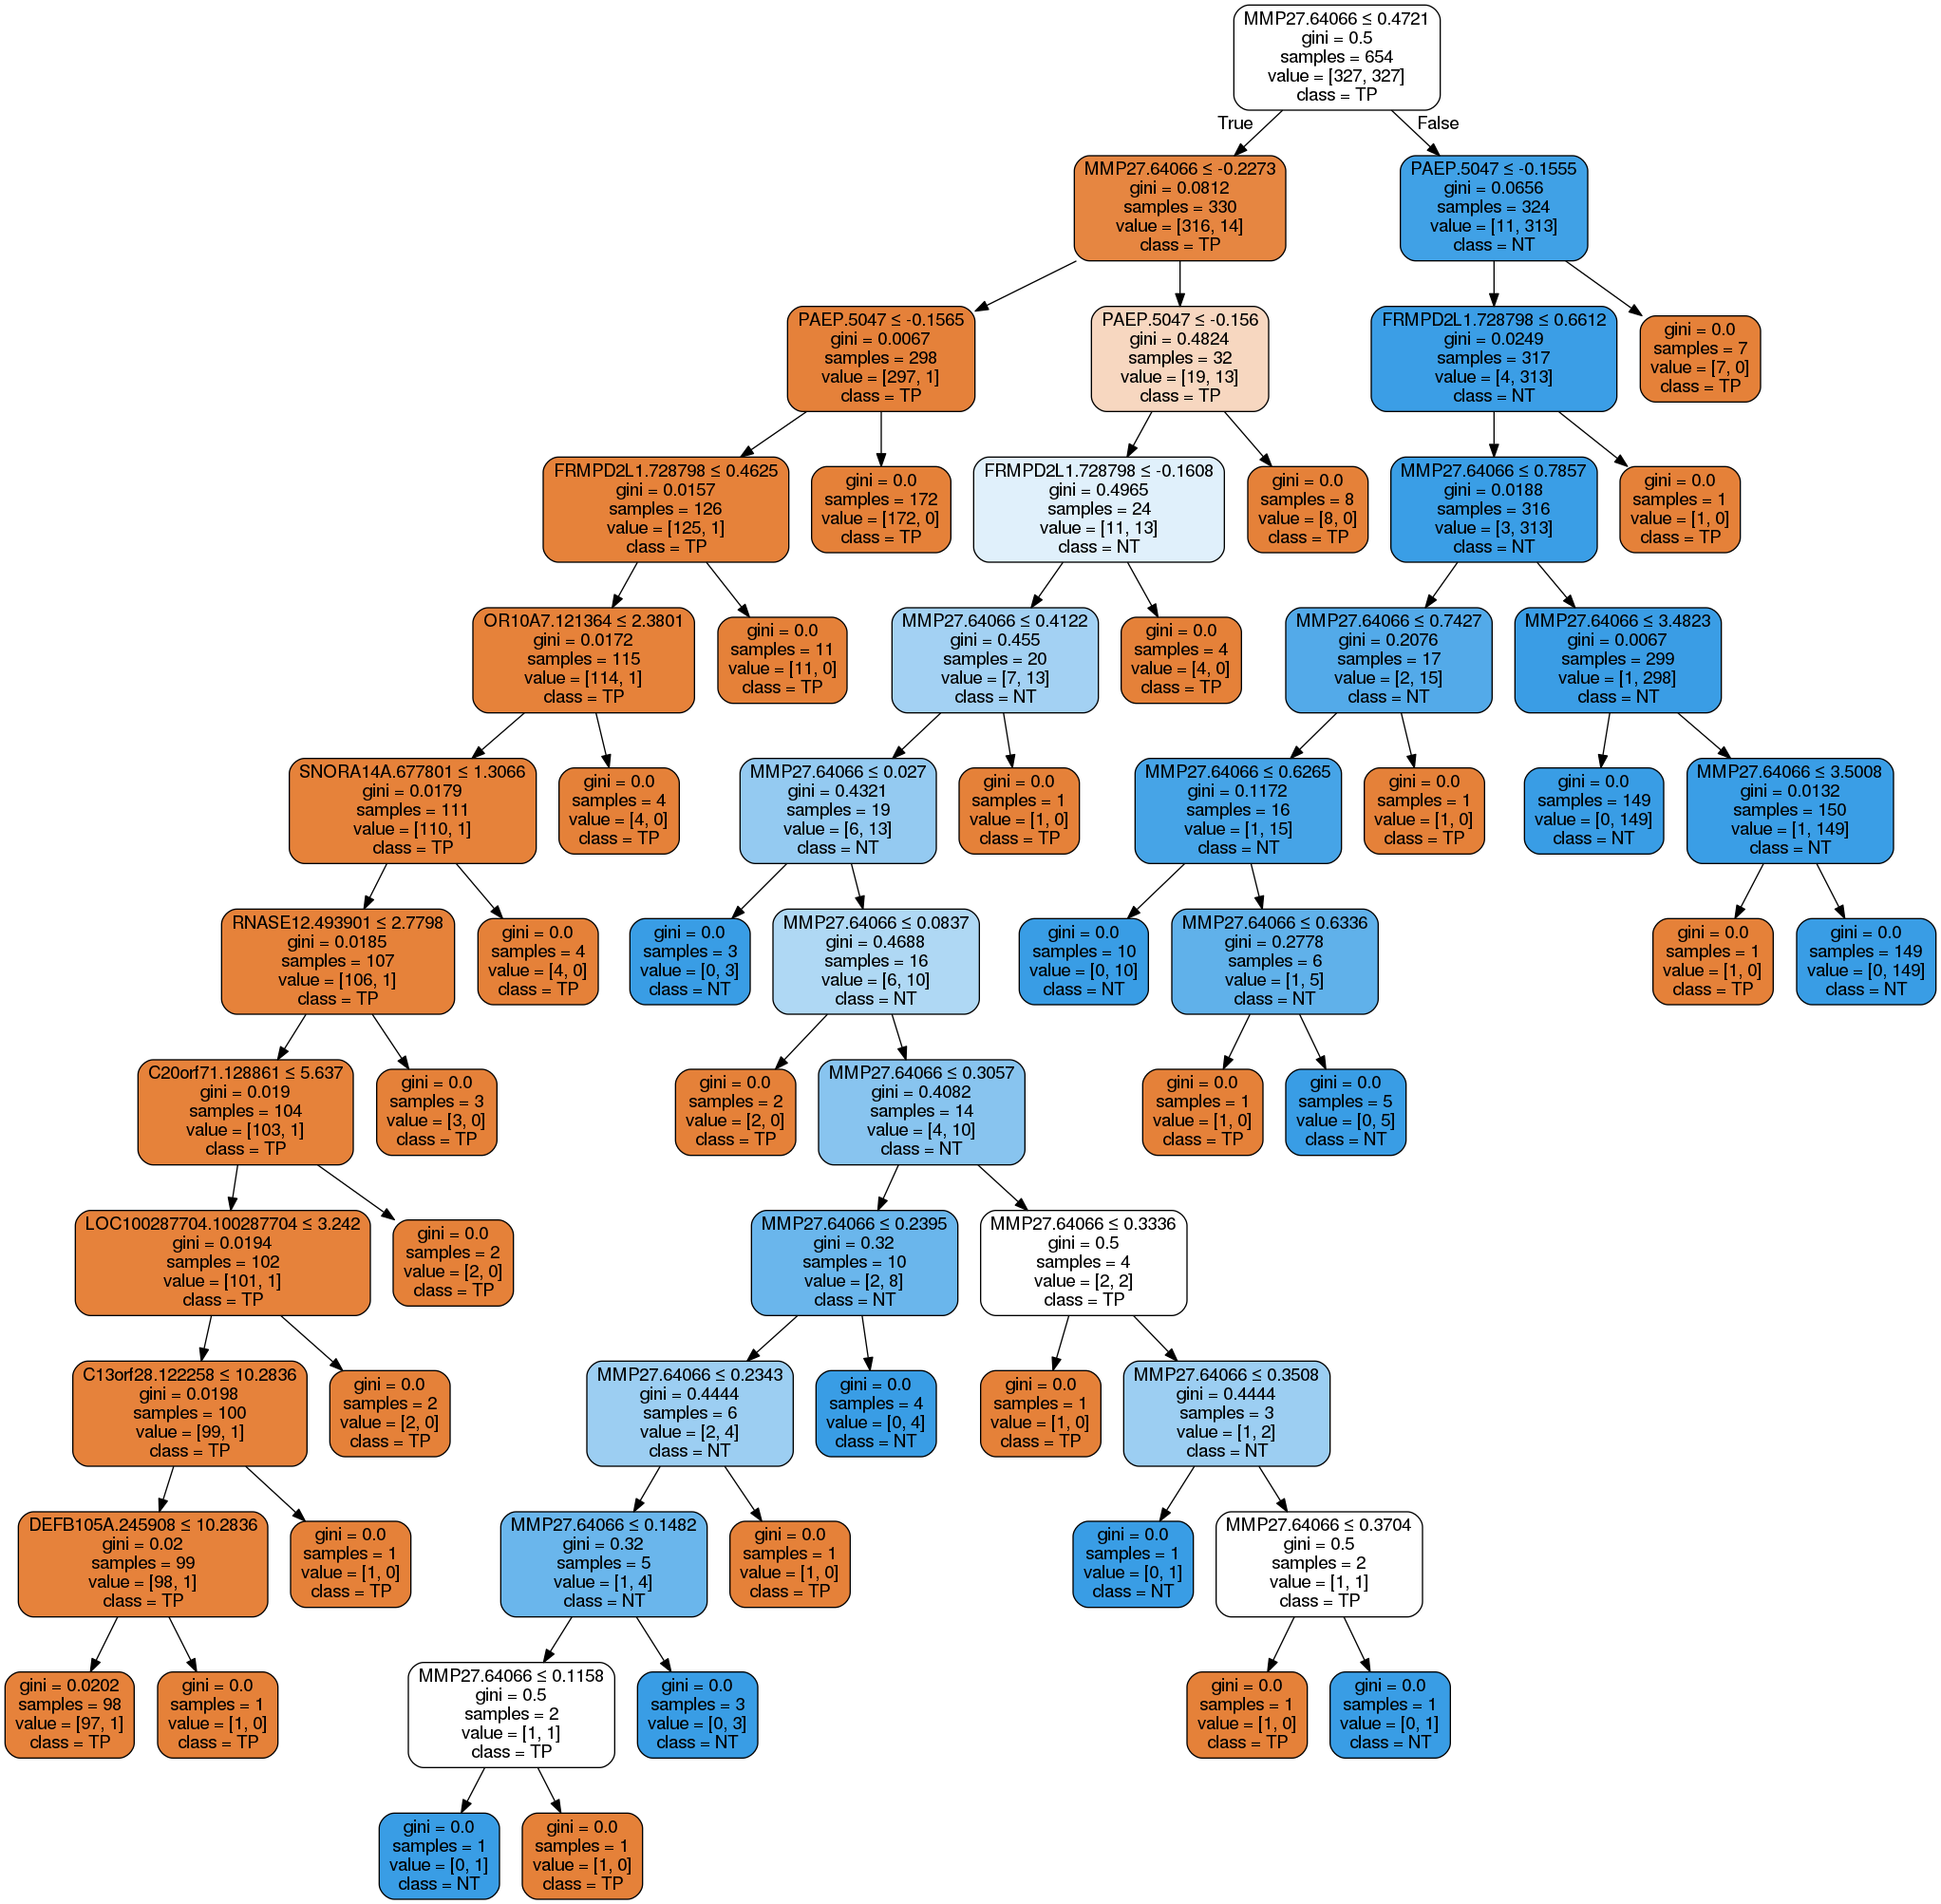 MMP27.64066 ≤ 0.4721
gini = 0.5
samples = 654
value = [327, 327]
class = TP
True
False
MMP27.64066 ≤ -0.2273
gini = 0.0812
samples = 330
value = [316, 14]
class = TP
PAEP.5047 ≤ -0.1555
gini = 0.0656
samples = 324
value = [11, 313]
class = NT
PAEP.5047 ≤ -0.1565
gini = 0.0067
samples = 298
value = [297, 1]
class = TP
PAEP.5047 ≤ -0.156
gini = 0.4824
samples = 32
value = [19, 13]
class = TP
FRMPD2L1.728798 ≤ 0.6612
gini = 0.0249
samples = 317
value = [4, 313]
class = NT
gini = 0.0
samples = 7
value = [7, 0]
class = TP
FRMPD2L1.728798 ≤ 0.4625
gini = 0.0157
samples = 126
value = [125, 1]
class = TP
gini = 0.0
samples = 172
value = [172, 0]
class = TP
FRMPD2L1.728798 ≤ -0.1608
gini = 0.4965
samples = 24
value = [11, 13]
class = NT
gini = 0.0
samples = 8
value = [8, 0]
class = TP
MMP27.64066 ≤ 0.7857
gini = 0.0188
samples = 316
value = [3, 313]
class = NT
gini = 0.0
samples = 1
value = [1, 0]
class = TP
OR10A7.121364 ≤ 2.3801
gini = 0.0172
samples = 115
value = [114, 1]
class = TP
gini = 0.0
samples = 11
value = [11, 0]
class = TP
MMP27.64066 ≤ 0.4122
gini = 0.455
samples = 20
value = [7, 13]
class = NT
gini = 0.0
samples = 4
value = [4, 0]
class = TP
MMP27.64066 ≤ 0.7427
gini = 0.2076
samples = 17
value = [2, 15]
class = NT
MMP27.64066 ≤ 3.4823
gini = 0.0067
samples = 299
value = [1, 298]
class = NT
SNORA14A.677801 ≤ 1.3066
gini = 0.0179
samples = 111
value = [110, 1]
class = TP
gini = 0.0
samples = 4
value = [4, 0]
class = TP
MMP27.64066 ≤ 0.027
gini = 0.4321
samples = 19
value = [6, 13]
class = NT
gini = 0.0
samples = 1
value = [1, 0]
class = TP
MMP27.64066 ≤ 0.6265
gini = 0.1172
samples = 16
value = [1, 15]
class = NT
gini = 0.0
samples = 1
value = [1, 0]
class = TP
gini = 0.0
samples = 149
value = [0, 149]
class = NT
MMP27.64066 ≤ 3.5008
gini = 0.0132
samples = 150
value = [1, 149]
class = NT
RNASE12.493901 ≤ 2.7798
gini = 0.0185
samples = 107
value = [106, 1]
class = TP
gini = 0.0
samples = 4
value = [4, 0]
class = TP
gini = 0.0
samples = 3
value = [0, 3]
class = NT
MMP27.64066 ≤ 0.0837
gini = 0.4688
samples = 16
value = [6, 10]
class = NT
gini = 0.0
samples = 10
value = [0, 10]
class = NT
MMP27.64066 ≤ 0.6336
gini = 0.2778
samples = 6
value = [1, 5]
class = NT
gini = 0.0
samples = 1
value = [1, 0]
class = TP
gini = 0.0
samples = 149
value = [0, 149]
class = NT
C20orf71.128861 ≤ 5.637
gini = 0.019
samples = 104
value = [103, 1]
class = TP
gini = 0.0
samples = 3
value = [3, 0]
class = TP
gini = 0.0
samples = 2
value = [2, 0]
class = TP
MMP27.64066 ≤ 0.3057
gini = 0.4082
samples = 14
value = [4, 10]
class = NT
gini = 0.0
samples = 1
value = [1, 0]
class = TP
gini = 0.0
samples = 5
value = [0, 5]
class = NT
LOC100287704.100287704 ≤ 3.242
gini = 0.0194
samples = 102
value = [101, 1]
class = TP
gini = 0.0
samples = 2
value = [2, 0]
class = TP
MMP27.64066 ≤ 0.2395
gini = 0.32
samples = 10
value = [2, 8]
class = NT
MMP27.64066 ≤ 0.3336
gini = 0.5
samples = 4
value = [2, 2]
class = TP
C13orf28.122258 ≤ 10.2836
gini = 0.0198
samples = 100
value = [99, 1]
class = TP
gini = 0.0
samples = 2
value = [2, 0]
class = TP
MMP27.64066 ≤ 0.2343
gini = 0.4444
samples = 6
value = [2, 4]
class = NT
gini = 0.0
samples = 4
value = [0, 4]
class = NT
gini = 0.0
samples = 1
value = [1, 0]
class = TP
MMP27.64066 ≤ 0.3508
gini = 0.4444
samples = 3
value = [1, 2]
class = NT
DEFB105A.245908 ≤ 10.2836
gini = 0.02
samples = 99
value = [98, 1]
class = TP
gini = 0.0
samples = 1
value = [1, 0]
class = TP
MMP27.64066 ≤ 0.1482
gini = 0.32
samples = 5
value = [1, 4]
class = NT
gini = 0.0
samples = 1
value = [1, 0]
class = TP
gini = 0.0
samples = 1
value = [0, 1]
class = NT
MMP27.64066 ≤ 0.3704
gini = 0.5
samples = 2
value = [1, 1]
class = TP
gini = 0.0202
samples = 98
value = [97, 1]
class = TP
gini = 0.0
samples = 1
value = [1, 0]
class = TP
MMP27.64066 ≤ 0.1158
gini = 0.5
samples = 2
value = [1, 1]
class = TP
gini = 0.0
samples = 3
value = [0, 3]
class = NT
gini = 0.0
samples = 1
value = [1, 0]
class = TP
gini = 0.0
samples = 1
value = [0, 1]
class = NT
gini = 0.0
samples = 1
value = [0, 1]
class = NT
gini = 0.0
samples = 1
value = [1, 0]
class = TP